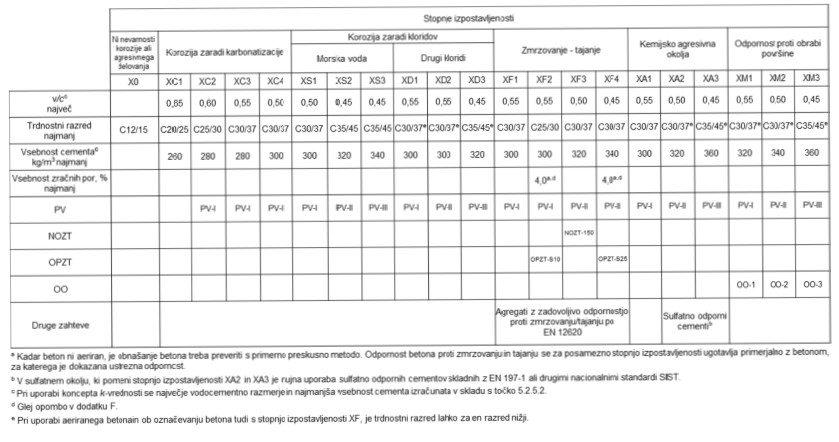 Stopnje izpostavljenosti
Ni nevarnosti korozije ali agresivnega delovanja
Korozija zaradi karbonatizacije
Korozija zaradi kloridov
Morska voda
Drugi kloridi
Zmrzovanje - tajanje
Kemijsko agresivna okolja
Odpornost proti obrabi površine
X0 XC1 XC2 XC3 XC4 XS1 XS2 XS3 XD1 XD2 XD3 XF1 XF2 XF3 XF4 XA1 XA2 XA3 XM1 XM2 XM3
v/cᶜ največ 0,65 0,60 0,55 0,50 0,50 0,45 0,45 0,55 0,55 0,45 0,55 0,55 0,50 0,45 0,55 0,50 0,45 0,55 0,50 0,45
Trdnostni razred najmanj C12/15 C20/25 C25/30 C30/37 C30/37 C30/37 C35/45 C35/45 C30/37* C30/37* C35/45* C30/37 C25/30 C30/37 C30/37 C30/37 C30/37* C35/45* C30/37* C30/37* C35/45*
Vsebnost cementaᶜ kg/m³ najmanj 260 280 280 300 300 320 340 300 300 320 300 300 320 340 300 320 360 320 340 360
Vsebnost zračnih por, % najmanj 4,0ᵃ,ᵈ 4,0ᵃ,ᵈ
PV PV-I PV-I PV-I PV-I PV-II PV-III PV-I PV-II PV-III PV-I PV-I PV-II PV-II PV-I PV-II PV-III PV-I PV-II PV-III
NOZT NOZT-150
OPZT OPZT-S10 OPZT-S25
OO OO-1 OO-2 OO-3
Druge zahteve
Agregati z zadovoljivo odpornostjo
proti zmrzovanju/tajanju po
EN 12620
Sulfatno odporni
cementiᵇ
ᵃ Kadar beton ni aeriran, je obnašanje betona treba preveriti s primerno preskusno metodo. Odpornost betona proti zmrzovanju in tajanju se za posamezno stopnjo izpostavljenosti ugotavlja primerjalno z betonom,
za katerega je dokazana ustrezna odpornost.
ᵇ V sulfatnem okolju, ki pomeni stopnjo izpostavljenosti XA2 in XA3 je nujna uporaba sulfatno odpornih cementov skladnih z EN 197-1 ali drugimi nacionalnimi standardi SIST.
ᶜ Pri uporabi koncepta k-vrednosti se največje vodocementno razmerje in najmanjša vsebnost cementa izračunata v skladu s točko 5.2.5.2.
ᵈ Glej opombo v dodatku F.
* Pri uporabi aeriranega betona in ob označevanju betona tudi s stopnjo izpostavljenosti XF, je trdnostni razred lahko za en razred nižji.